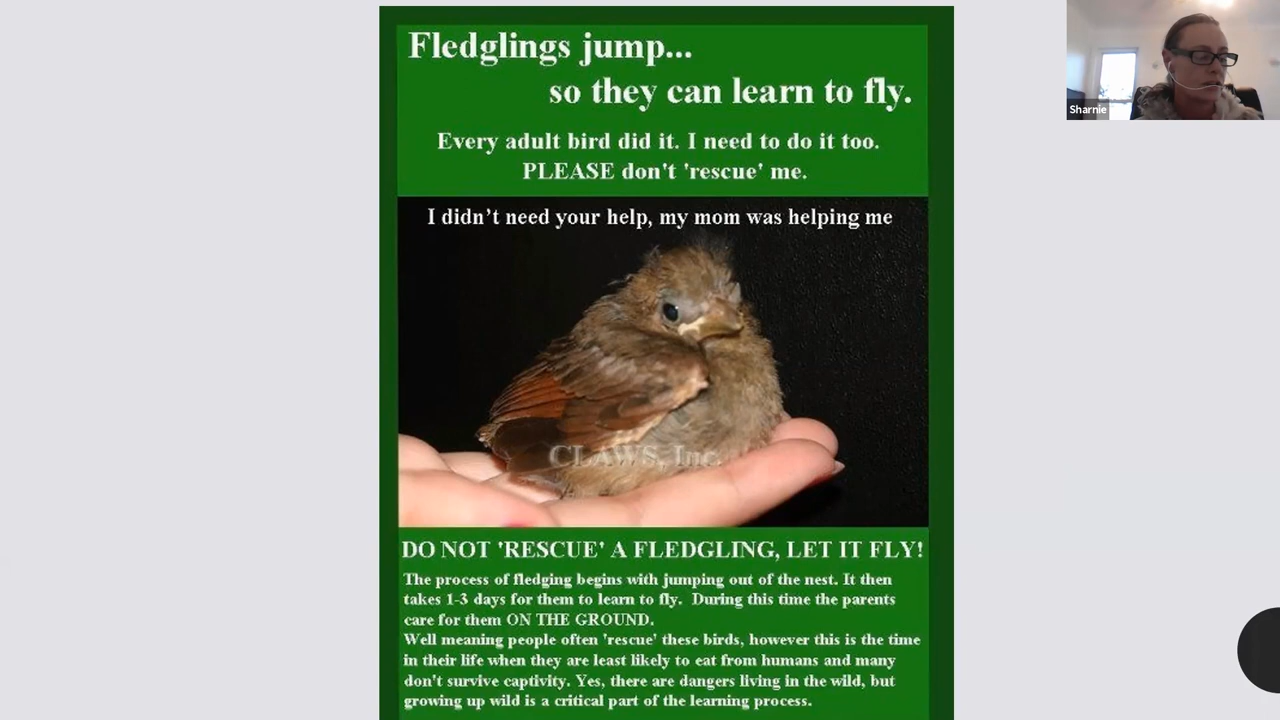 Fledglings jump...
so they can learn to fly.
Every adult bird did it. I need to do it too.
PLEASE don't 'rescue' me.
I didn't need your help, my mom was helping me
CLAWS, Inc.
DO NOT 'RESCUE' A FLEDGLING, LET IT FLY!
The process of fledging begins with jumping out of the nest. It then
takes 1-3 days for them to learn to fly. During this time the parents
care for them ON THE GROUND.
Well meaning people often 'rescue' these birds, however this is the time
in their life when they are least likely to eat from humans and many
don't survive captivity. Yes, there are dangers living in the wild, but
growing up wild is a critical part of the learning process.
Sharnie